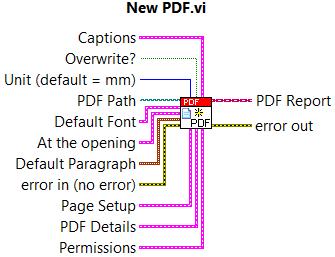 New PDF.vi
Captions
Overwrite?
Unit (default = mm)
PDF Path
Default Font
At the opening
Default Paragraph
error in (no error)
Page Setup
PDF Details
Permissions
PDF
PDF
PDF Report
error out